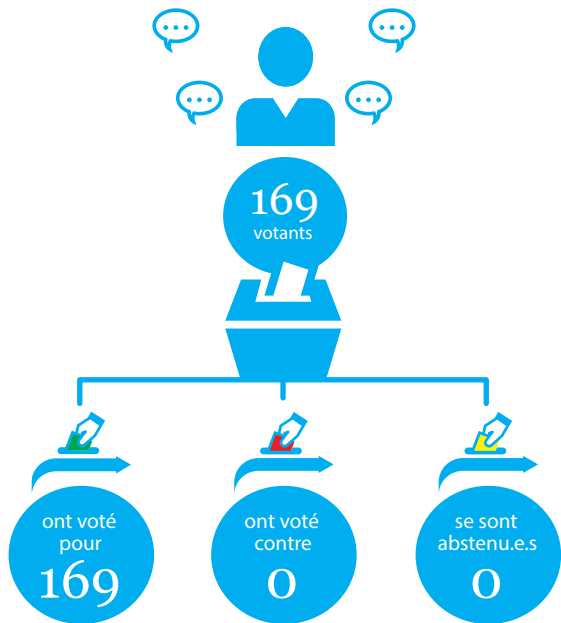 169
votants
ont voté
pour
169
ont voté
contre
0
se sont
abstenu.e.s
0